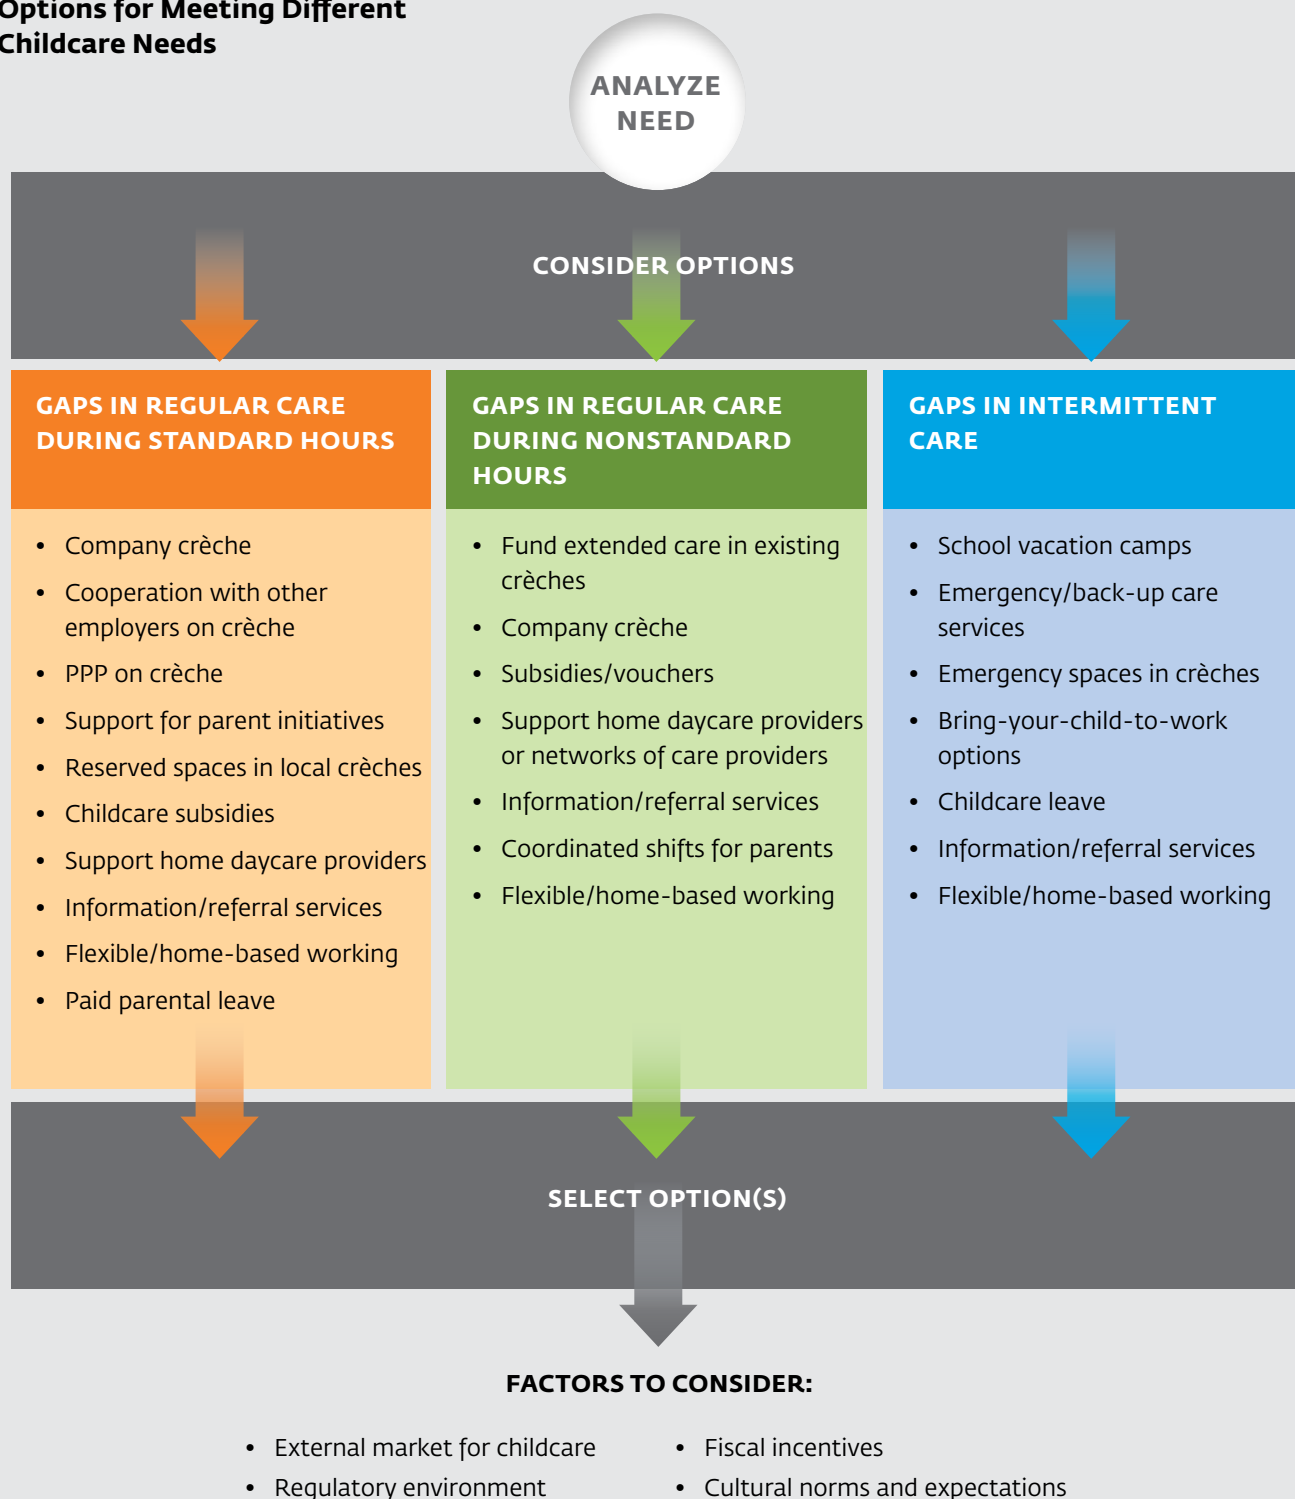 Options for Meeting Different
Childcare Needs
ANALYZE
NEED
CONSIDER OPTIONS
GAPS IN REGULAR CARE
DURING STANDARD HOURS
• Company crèche
• Cooperation with other
employers on crèche
• PPP on crèche
• Support for parent initiatives
• Reserved spaces in local crèches
• Childcare subsidies
• Support home daycare providers
• Information/referral services
• Flexible/home-based working
• Paid parental leave
GAPS IN REGULAR CARE
DURING NONSTANDARD
HOURS
• Fund extended care in existing
crèches
• Company crèche
• Subsidies/vouchers
• Support home daycare providers
or networks of care providers
• Information/referral services
• Coordinated shifts for parents
• Flexible/home-based working
GAPS IN INTERMITTENT
CARE
• School vacation camps
• Emergency/back-up care
services
• Emergency spaces in crèches
• Bring-your-child-to-work
options
• Childcare leave
• Information/referral services
• Flexible/home-based working
SELECT OPTION(S)
FACTORS TO CONSIDER:
• External market for childcare
• Regulatory environment
• Fiscal incentives
• Cultural norms and expectations